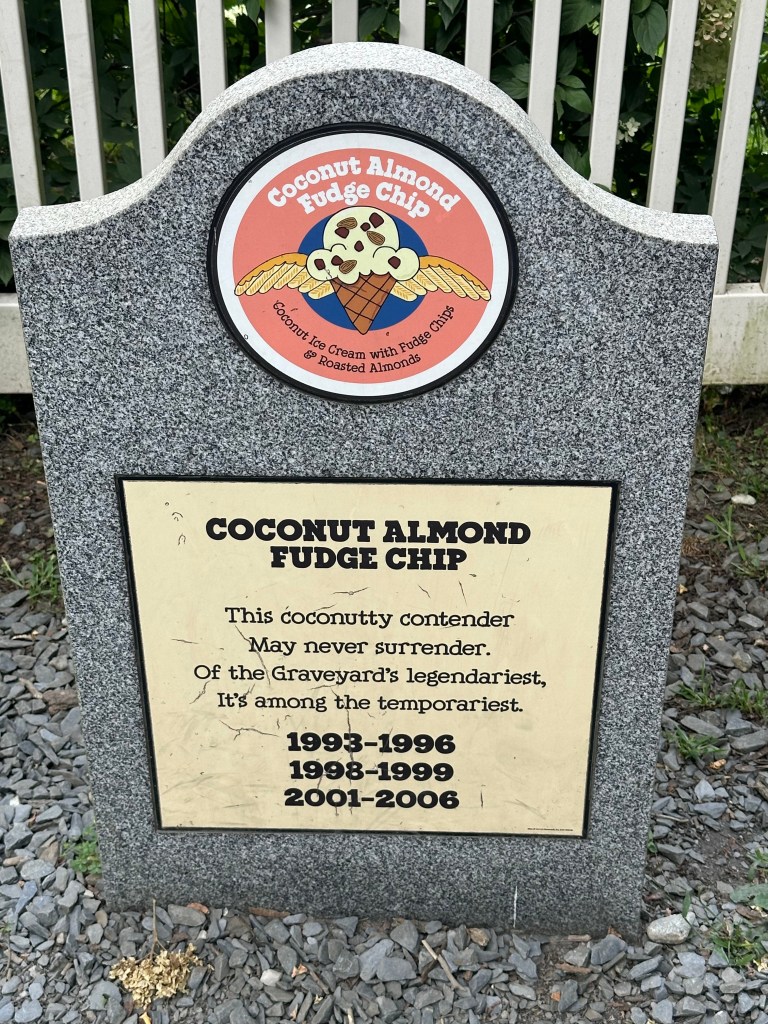 Coconut Almond
Fudge Chip
Coconut Ice Cream with Fudge Chips
& Roasted Almonds
COCONUT ALMOND
FUDGE CHIP
This coconutty contender
May never surrender.
Of the Graveyard's legendariest,
It's among the temporariest.
1993-1996
1998-1999
2001-2006